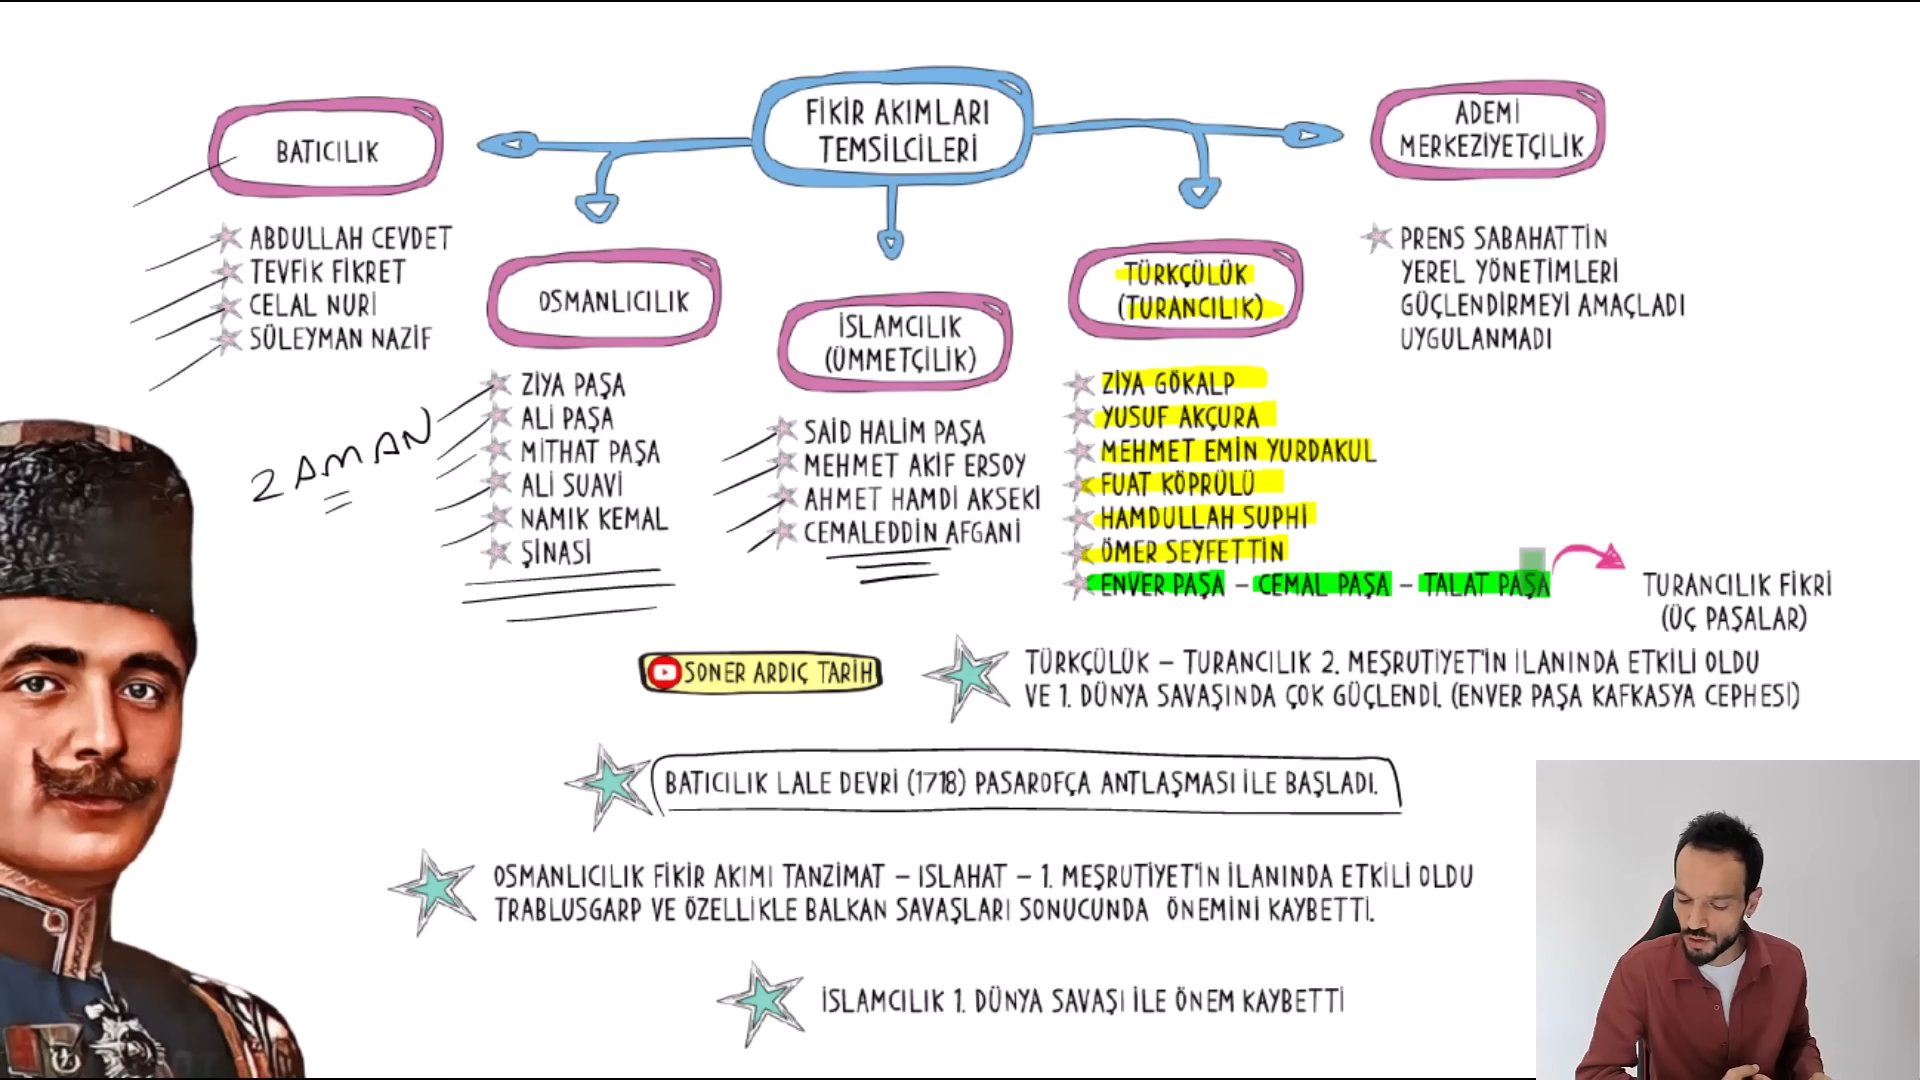 FİKİR AKIMLARI
TEMSİLCİLERİ
BATICILIK
ABDULLAH CEVDET
TEVFİK FİKRET
CELAL NURİ
SÜLEYMAN NAZİF
OSMANLICILIK
ZİYA PAŞA
ALİ PAŞA
MİTHAT PAŞA
ALİ SUAVİ
NAMIK KEMAL
ŞİNASİ
ZAMAN
İSLAMCILIK
(ÜMMETÇİLİK)
SAİD HALİM PAŞA
MEHMET AKİF ERSOY
AHMET HAMDİ AKSEKİ
CEMALEDDİN AFGANİ
TÜRKÇÜLÜK
(TURANCILIK)
ZİYA GÖKALP
YUSUF AKÇURA
MEHMET EMİN YURDAKUL
FUAT KÖPRÜLÜ
HAMDULLAH SUPHİ
ÖMER SEYFETTİN
ENVER PAŞA – CEMAL PAŞA – TALAT PAŞA
TURANCILIK FİKRİ
(ÜÇ PAŞALAR)
ADEMİ
MERKEZİYETÇİLİK
PRENS SABAHATTİN
YEREL YÖNETİMLERİ
GÜÇLENDİRMEYİ AMAÇLADI
UYGULANMADI
SONER ARDIÇ TARİH
TÜRKÇÜLÜK – TURANCILIK 2. MEŞRUTİYET'İN İLANINDA ETKİLİ OLDU
VE 1. DÜNYA SAVAŞINDA ÇOK GÜÇLENDİ. (ENVER PAŞA KAFKASYA CEPHESİ)
BATICILIK LALE DEVRİ (1718) PASAROFÇA ANTLAŞMASI İLE BAŞLADI.
OSMANLICILIK FİKİR AKIMI TANZİMAT – ISLAHAT – 1. MEŞRUTİYET'İN İLANINDA ETKİLİ OLDU
TRABLUSGARP VE ÖZELLİKLE BALKAN SAVAŞLARI SONUCUNDA ÖNEMİNİ KAYBETTİ.
İSLAMCILIK 1. DÜNYA SAVAŞI İLE ÖNEM KAYBETTİ